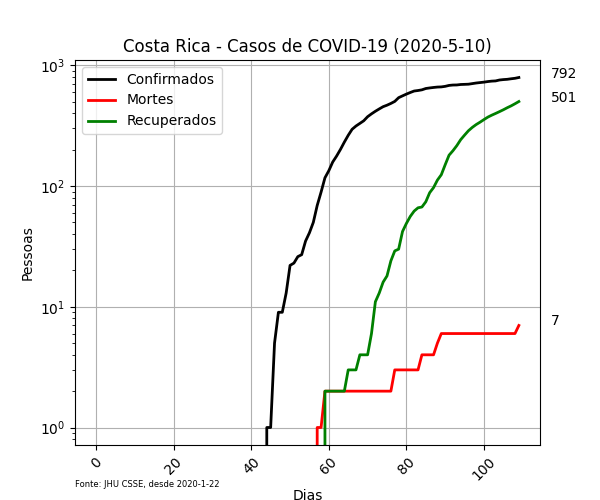 Costa Rica - Casos de COVID-19 (2020-5-10)
Confirmados
Mortes
Recuperados
792
501
7
10³
10²
10¹
10⁰
Pessoas
0
20
40
60
80
100
Fonte: JHU CSSE, desde 2020-1-22
Dias